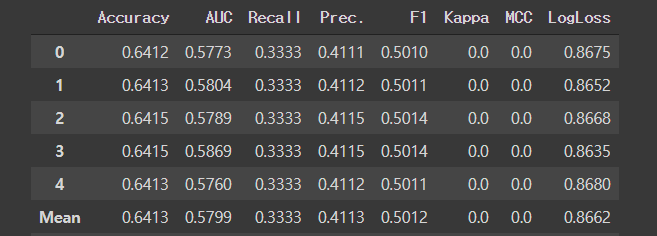 Accuracy AUC Recall Prec. F1 Kappa MCC LogLoss
0 0.6412 0.5773 0.3333 0.4111 0.5010 0.0 0.0 0.8675
1 0.6413 0.5804 0.3333 0.4112 0.5011 0.0 0.0 0.8652
2 0.6415 0.5789 0.3333 0.4115 0.5014 0.0 0.0 0.8668
3 0.6415 0.5869 0.3333 0.4115 0.5014 0.0 0.0 0.8635
4 0.6413 0.5760 0.3333 0.4112 0.5011 0.0 0.0 0.8680
Mean 0.6413 0.5799 0.3333 0.4113 0.5012 0.0 0.0 0.8662